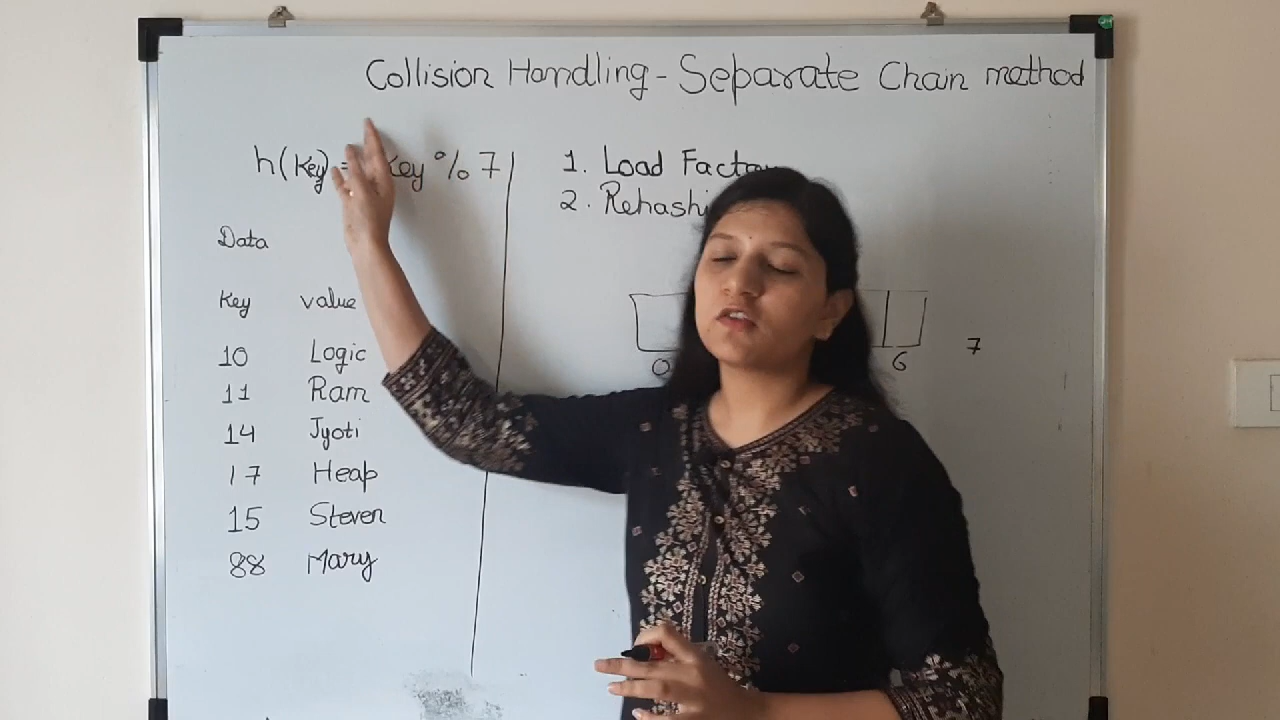 Collision Handling - Separate Chain method
h(key) = key % 7
1. Load Factor
2. Rehashi
Data
Key value
10 Logic
11 Ram
14 Jyoti
17 Heap
15 Steven
88 Mary
0 6 7